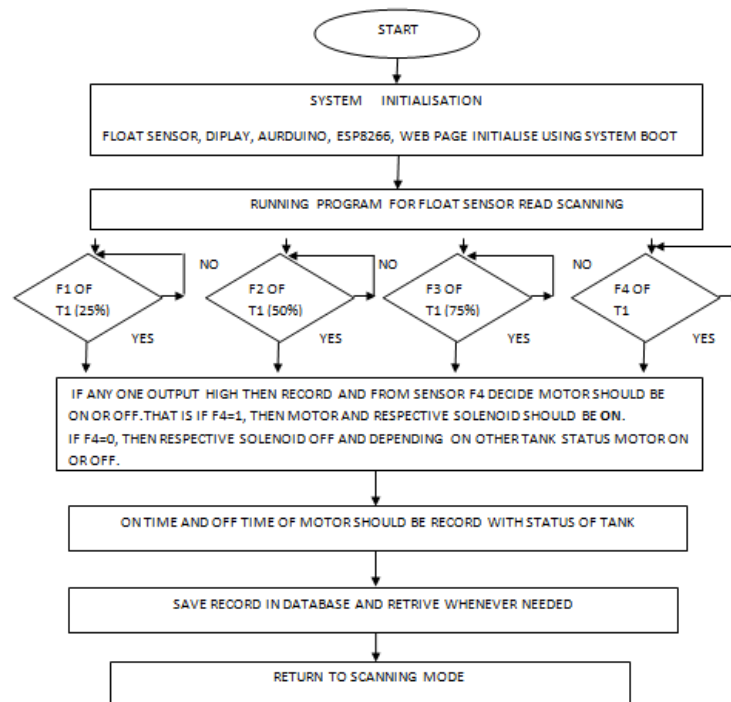 START
SYSTEM INITIALISATION
FLOAT SENSOR, DIPLAY, AURDUINO, ESP8266, WEB PAGE INITIALISE USING SYSTEM BOOT
RUNNING PROGRAM FOR FLOAT SENSOR READ SCANNING
F1 OF
T1 (25%)
NO
YES
F2 OF
T1 (50%)
NO
YES
F3 OF
T1 (75%)
NO
YES
F4 OF
T1
YES
IF ANY ONE OUTPUT HIGH THEN RECORD AND FROM SENSOR F4 DECIDE MOTOR SHOULD BE
ON OR OFF.THAT IS IF F4=1, THEN MOTOR AND RESPECTIVE SOLENOID SHOULD BE ON.
IF F4=0, THEN RESPECTIVE SOLENOID OFF AND DEPENDING ON OTHER TANK STATUS MOTOR ON
OR OFF.
ON TIME AND OFF TIME OF MOTOR SHOULD BE RECORD WITH STATUS OF TANK
SAVE RECORD IN DATABASE AND RETRIVE WHENEVER NEEDED
RETURN TO SCANNING MODE